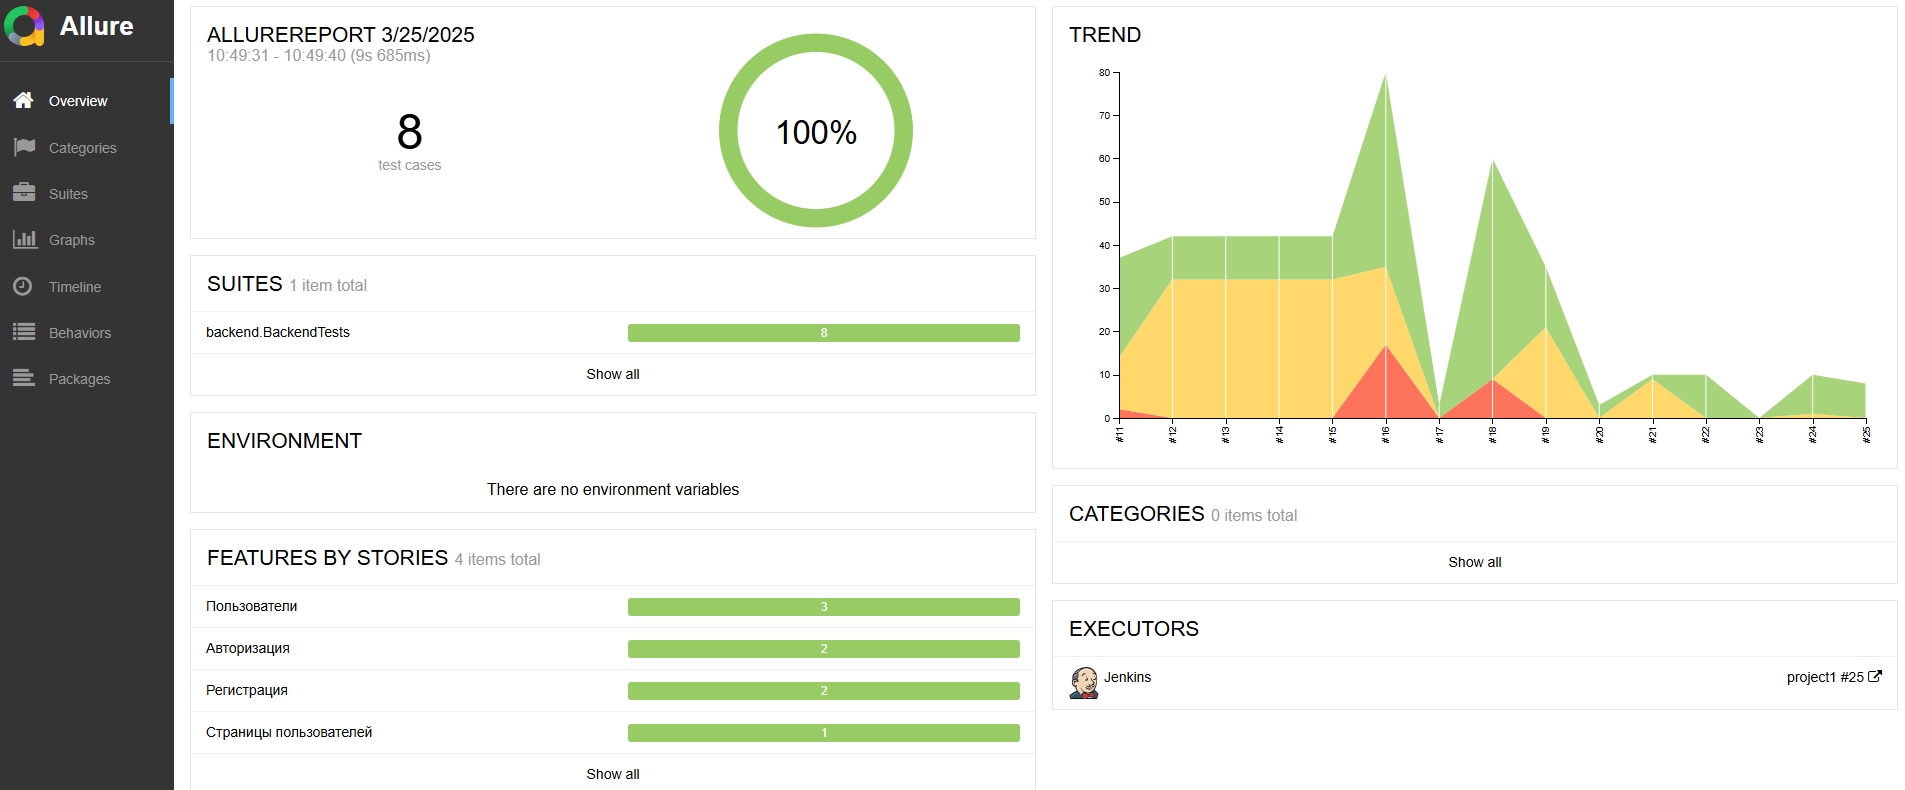 Allure
Overview
Categories
Suites
Graphs
Timeline
Behaviors
Packages
ALLUREREPORT 3/25/2025
10:49:31 - 10:49:40 (9s 685ms)
8
test cases
100%
SUITES 1 item total
backend.BackendTests 8
Show all
ENVIRONMENT
There are no environment variables
FEATURES BY STORIES 4 items total
Пользователи 3
Авторизация 2
Регистрация 2
Страницы пользователей 1
Show all
TREND
80
70
60
50
40
30
20
10
0
#11 #12 #13 #14 #15 #16 #17 #18 #19 #20 #21 #22 #23 #24 #25
CATEGORIES 0 items total
Show all
EXECUTORS
Jenkins project1 #25